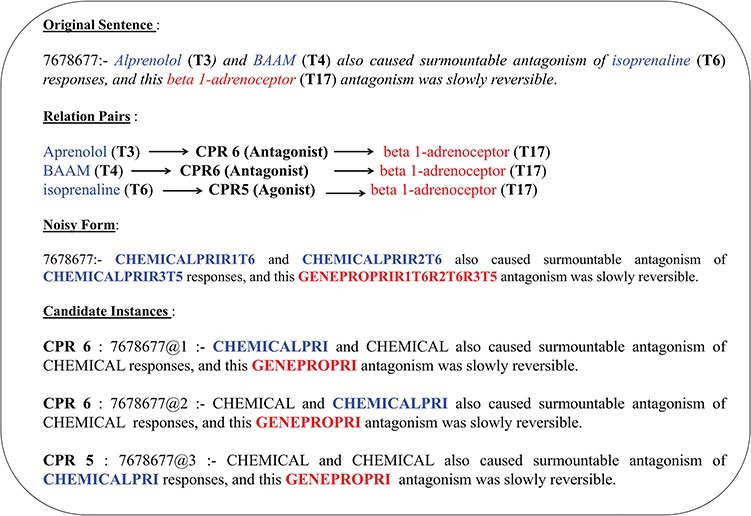 Original Sentence :
7678677:- Alprenolol (T3) and BAAM (T4) also caused surmountable antagonism of isoprenaline (T6)
responses, and this beta 1-adrenoceptor (T17) antagonism was slowly reversible.
Relation Pairs :
Aprenolol (T3) → CPR 6 (Antagonist) → beta 1-adrenoceptor (T17)
BAAM (T4) → CPR6 (Antagonist) → beta 1-adrenoceptor (T17)
isoprenaline (T6) → CPR5 (Agonist) → beta 1-adrenoceptor (T17)
Noisy Form:
7678677:- CHEMICALPRIR1T6 and CHEMICALPRIR2T6 also caused surmountable antagonism of
CHEMICALPRIR3T5 responses, and this GENEPROPRIR1T6R2T6R3T5 antagonism was slowly reversible.
Candidate Instances :
CPR 6 : 7678677@1 :- CHEMICALPRI and CHEMICAL also caused surmountable antagonism of
CHEMICAL responses, and this GENEPROPRI antagonism was slowly reversible.
CPR 6 : 7678677@2 :- CHEMICAL and CHEMICALPRI also caused surmountable antagonism of
CHEMICAL responses, and this GENEPROPRI antagonism was slowly reversible.
CPR 5 : 7678677@3 :- CHEMICAL and CHEMICAL also caused surmountable antagonism of
CHEMICALPRI responses, and this GENEPROPRI antagonism was slowly reversible.